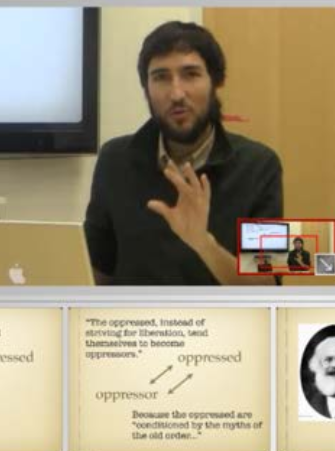 essed
"The oppressed, instead of
striving for liberation, tend
themselves to become
oppressors."
oppressed
oppressor
Because the oppressed are
"conditioned by the myths of
the old order..."